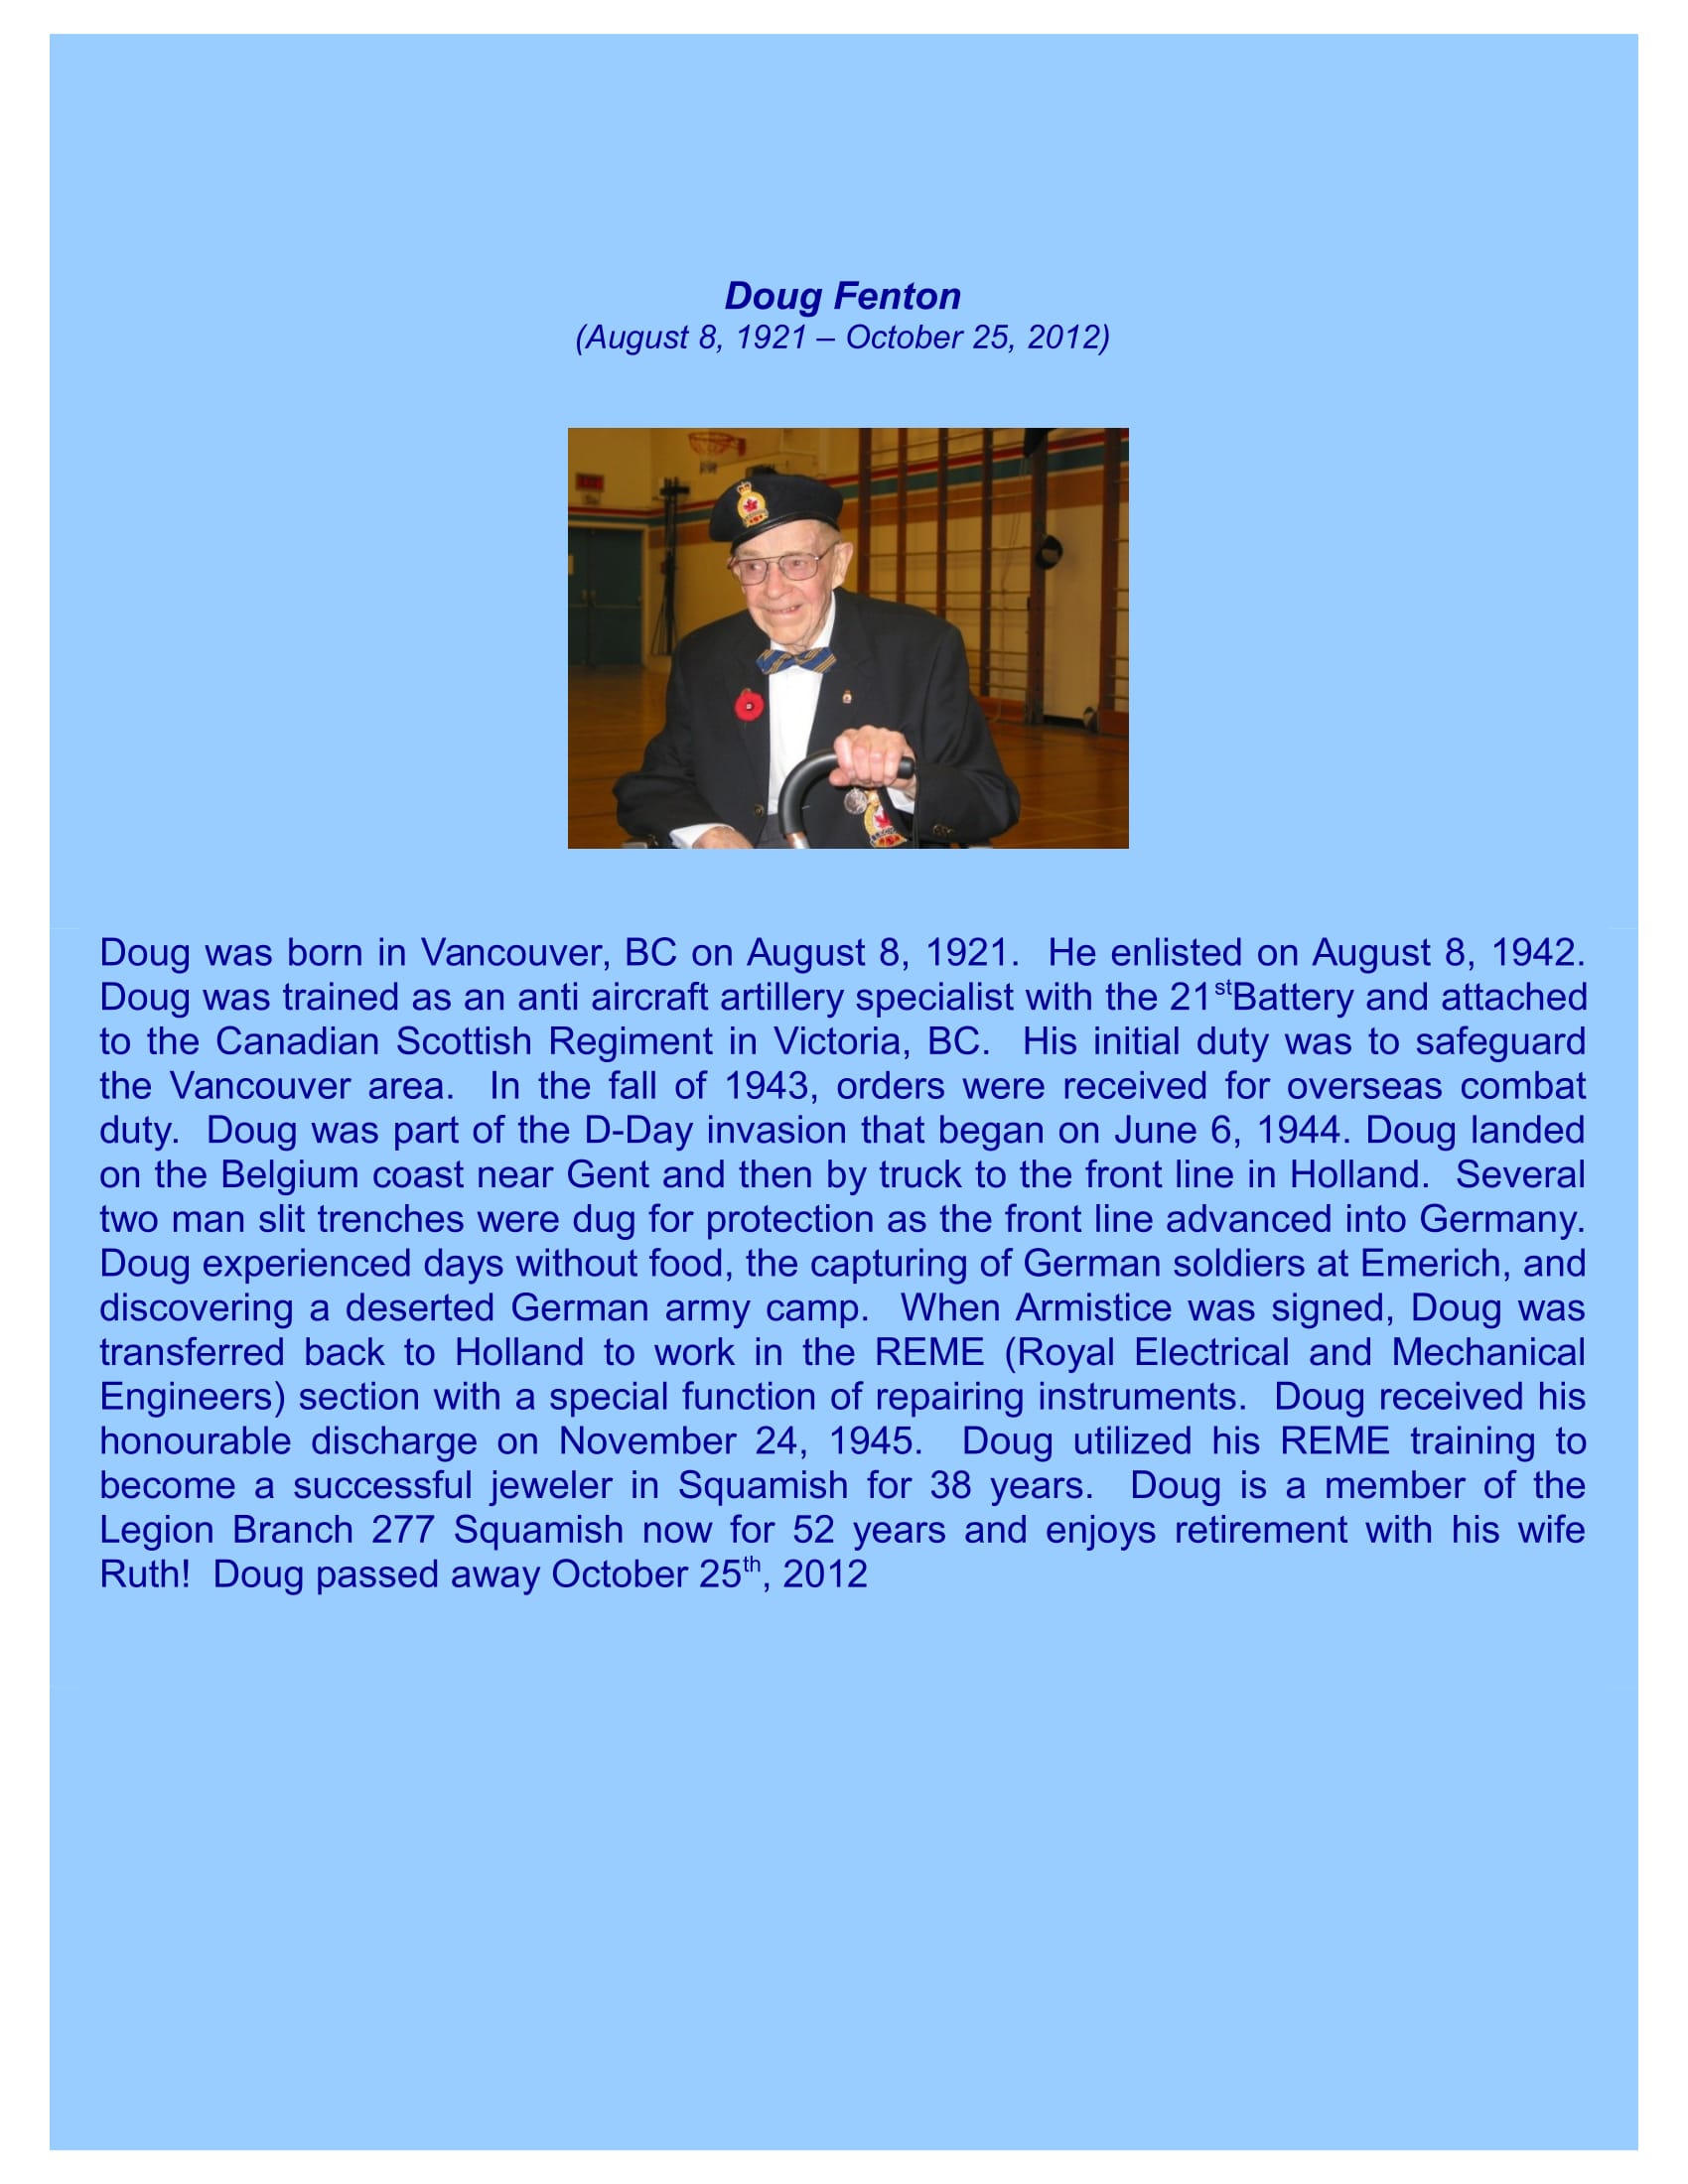 Doug Fenton
(August 8, 1921 – October 25, 2012)
Doug was born in Vancouver, BC on August 8, 1921. He enlisted on August 8, 1942.
Doug was trained as an anti aircraft artillery specialist with the 21stBattery and attached
to the Canadian Scottish Regiment in Victoria, BC. His initial duty was to safeguard
the Vancouver area. In the fall of 1943, orders were received for overseas combat
duty. Doug was part of the D-Day invasion that began on June 6, 1944. Doug landed
on the Belgium coast near Gent and then by truck to the front line in Holland. Several
two man slit trenches were dug for protection as the front line advanced into Germany.
Doug experienced days without food, the capturing of German soldiers at Emerich, and
discovering a deserted German army camp. When Armistice was signed, Doug was
transferred back to Holland to work in the REME (Royal Electrical and Mechanical
Engineers) section with a special function of repairing instruments. Doug received his
honourable discharge on November 24, 1945. Doug utilized his REME training to
become a successful jeweler in Squamish for 38 years. Doug is a member of the
Legion Branch 277 Squamish now for 52 years and enjoys retirement with his wife
Ruth! Doug passed away October 25th, 2012